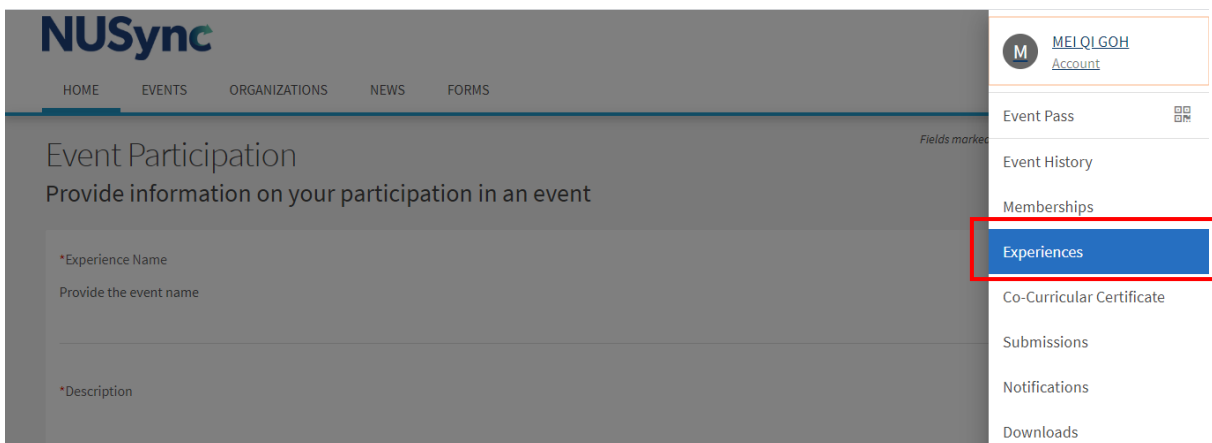 NUSync
HOME EVENTS ORGANIZATIONS NEWS FORMS
Event Participation
Fields marked
Provide information on your participation in an event
*Experience Name
Provide the event name
*Description
M
MEI QI GOH
Account
Event Pass
Event History
Memberships
Experiences
Co-Curricular Certificate
Submissions
Notifications
Downloads